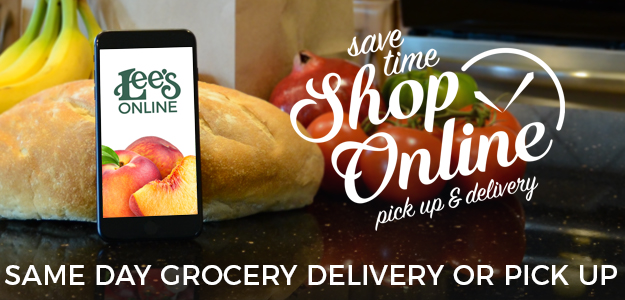 Lee's
ONLINE
save
time
Shop
Online
pick up & delivery
SAME DAY GROCERY DELIVERY OR PICK UP